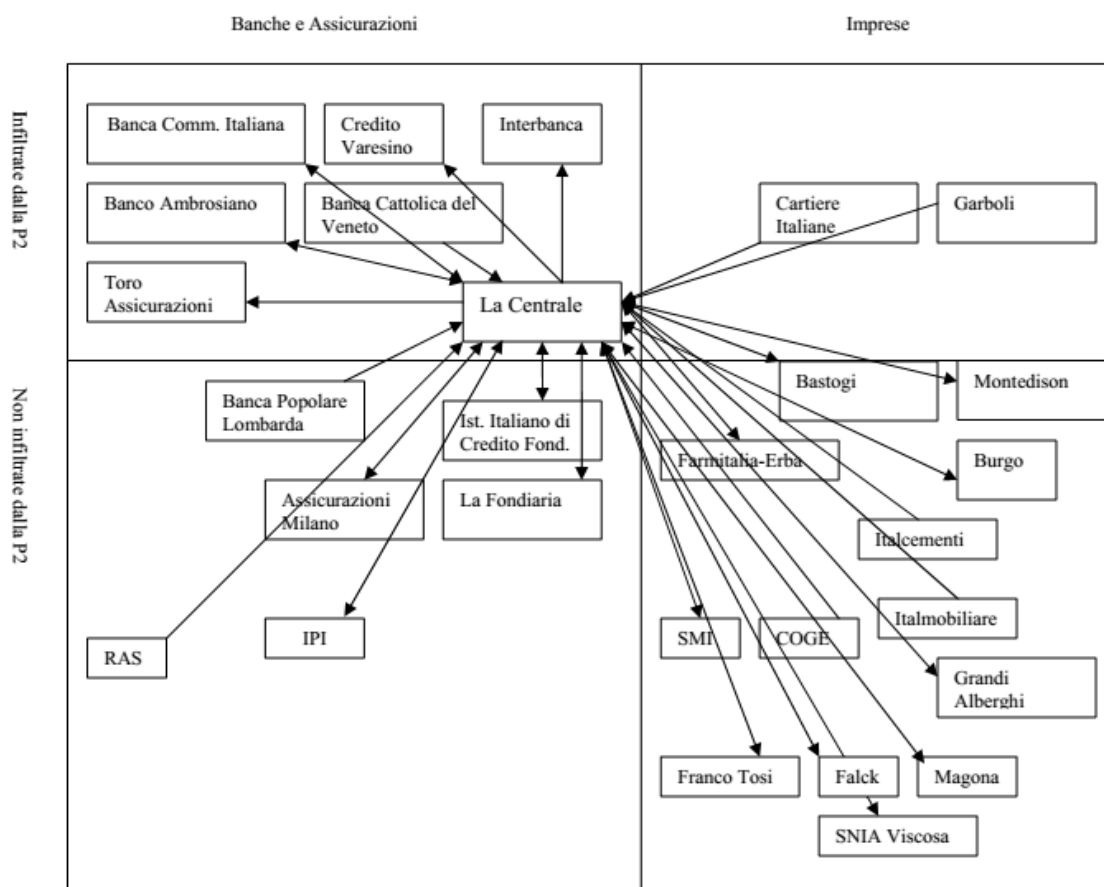 Banche e Assicurazioni
Imprese
Infiltrate dalla P2
Banca Comm. Italiana
Credito
Varesino
Interbanca
Banco Ambrosiano
Banca Cattolica del
Veneto
Cartiere
Italiane
Garboli
Toro
Assicurazioni
La Centrale
Non infiltrate dalla P2
Banca Popolare
Lombarda
Ist. Italiano di
Credito Fond.
Bastogi
Montedison
Farmitalia-Erba
Burgo
Assicurazioni
Milano
La Fondiaria
Italcementi
Italmobiliare
RAS
IPI
SMI
COGE
Grandi
Alberghi
Franco Tosi
Falck
Magona
SNIA Viscosa